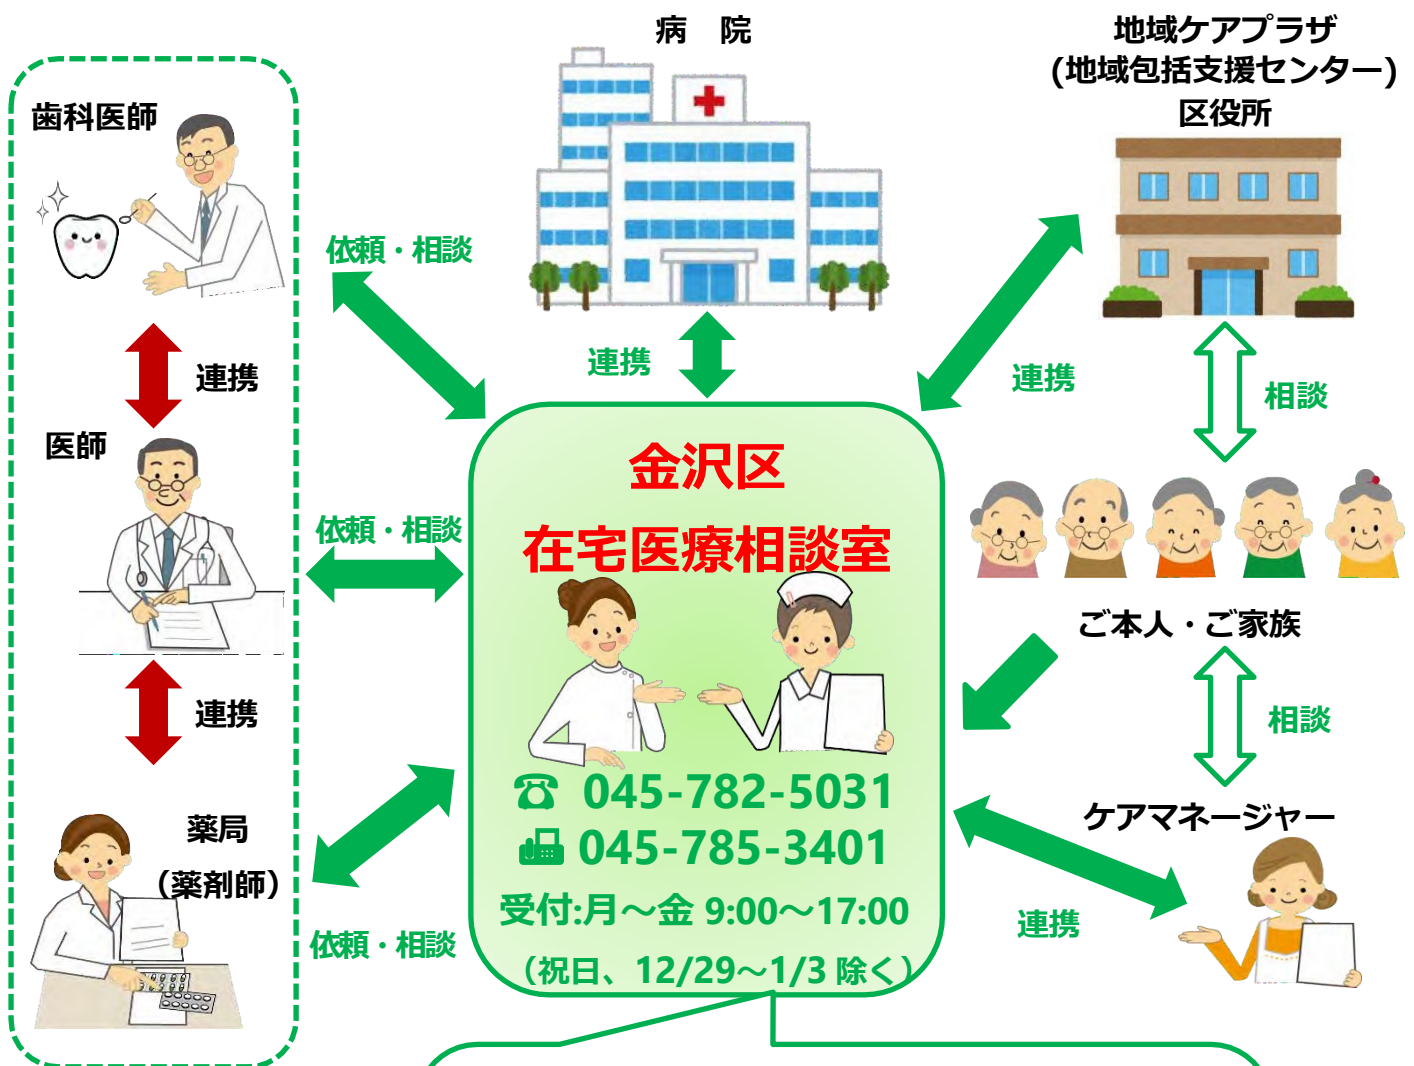 病　院
地域ケアプラザ
(地域包括支援センター)
区役所
歯科医師
依頼・相談
連携
連携
連携
相談
医師
金沢区
在宅医療相談室
依頼・相談
ご本人・ご家族
連携
相談
045-782-5031
045-785-3401
受付:月～金 9:00～17:00
（祝日、12/29～1/3 除く）
ケアマネージャー
薬局
（薬剤師）
依頼・相談
連携